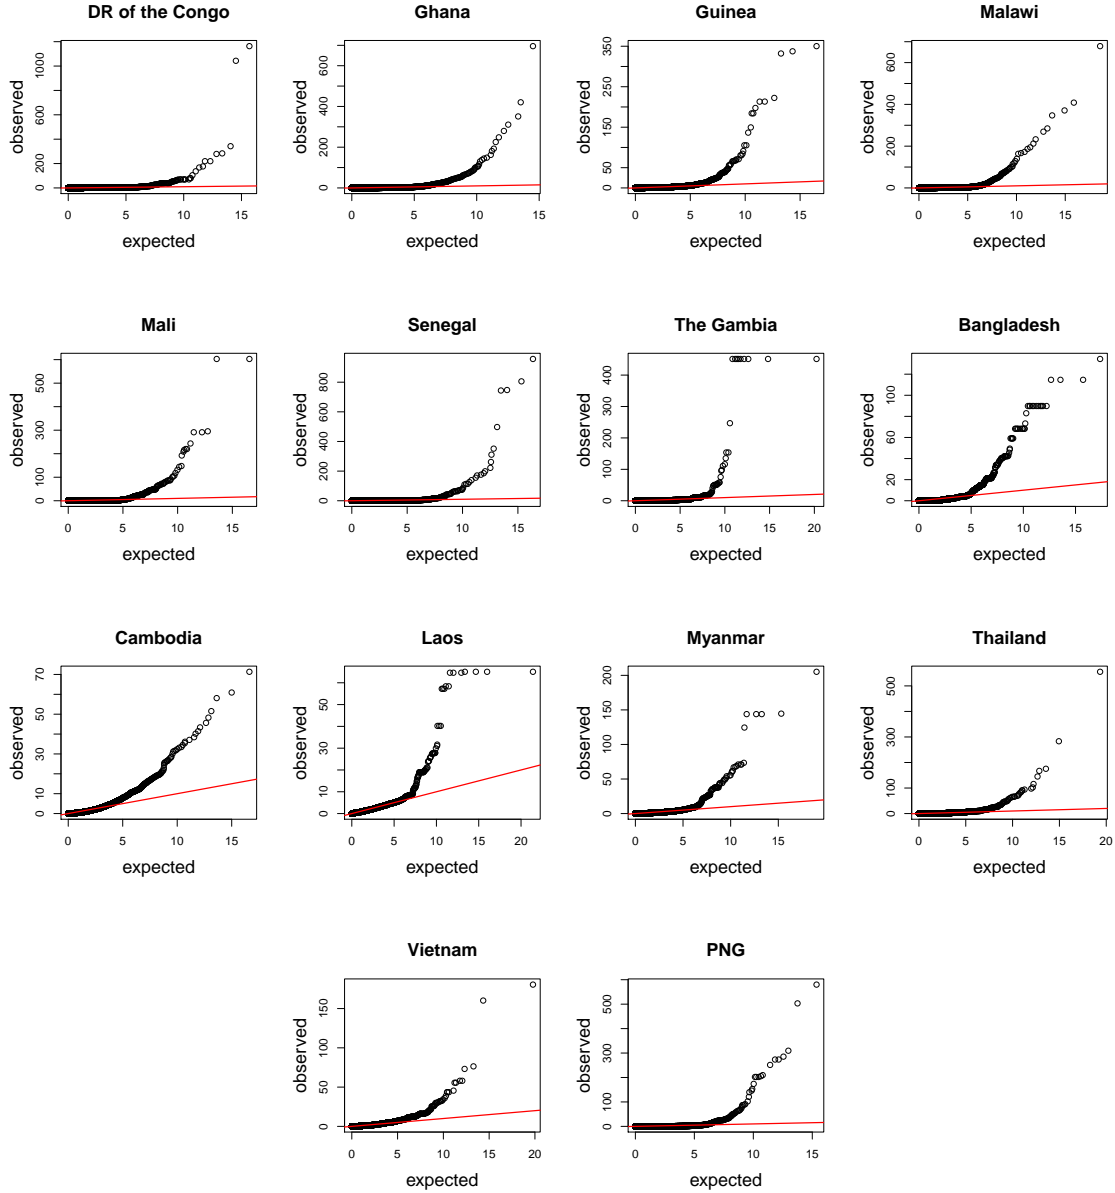 DR of the Congo
Ghana
Guinea
Malawi
observed
0
200
600
1000
0
5
10
15
expected
observed
0
200
400
600
0
5
10
15
expected
observed
0
50
150
250
350
0
5
10
15
expected
observed
0
200
400
600
0
5
10
15
expected
Mali
Senegal
The Gambia
Bangladesh
observed
0
100
300
500
0
5
10
15
expected
observed
0
200
400
600
800
0
5
10
15
expected
observed
0
100
200
300
400
0
5
10
15
20
expected
observed
0
20
60
100
0
5
10
15
expected
Cambodia
Laos
Myanmar
Thailand
observed
0
10
30
50
70
0
5
10
15
expected
observed
0
10
30
50
0
5
10
15
20
expected
observed
0
50
100
150
200
0
5
10
15
expected
observed
0
100
300
500
0
5
10
15
20
expected
Vietnam
PNG
observed
0
50
100
150
0
5
10
15
20
expected
observed
0
100
300
500
0
5
10
15
expected